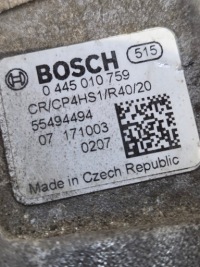 BOSCH 515
0 445 010 759
CR/CP4HS1/R40/20
55494494
07 171003
0207
Made in Czech Republic